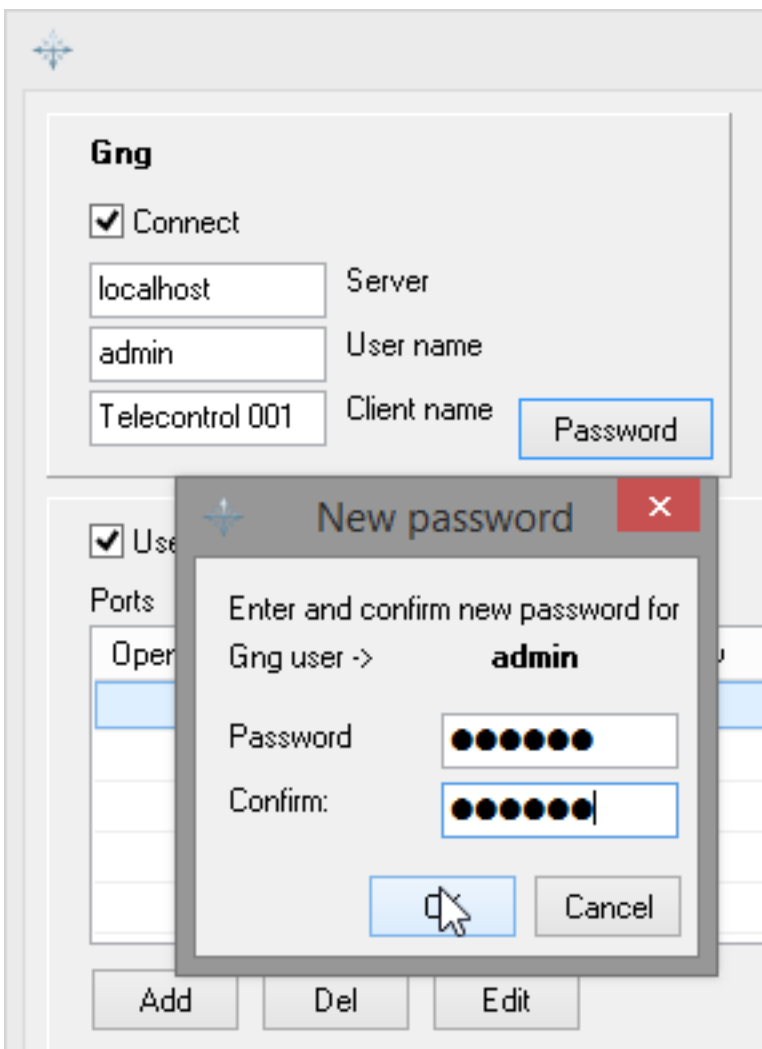 Gng
Connect
localhost Server
admin User name
Telecontrol 001 Client name
Password
New password
Ports
Enter and confirm new password for
Gng user -> admin
Password
Confirm:
Cancel
Add Del Edit